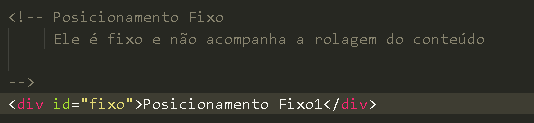 <!-- Posicionamento Fixo
Ele é fixo e não acompanha a rolagem do conteúdo
-->
<div id="fixo">Posicionamento Fixo1</div>